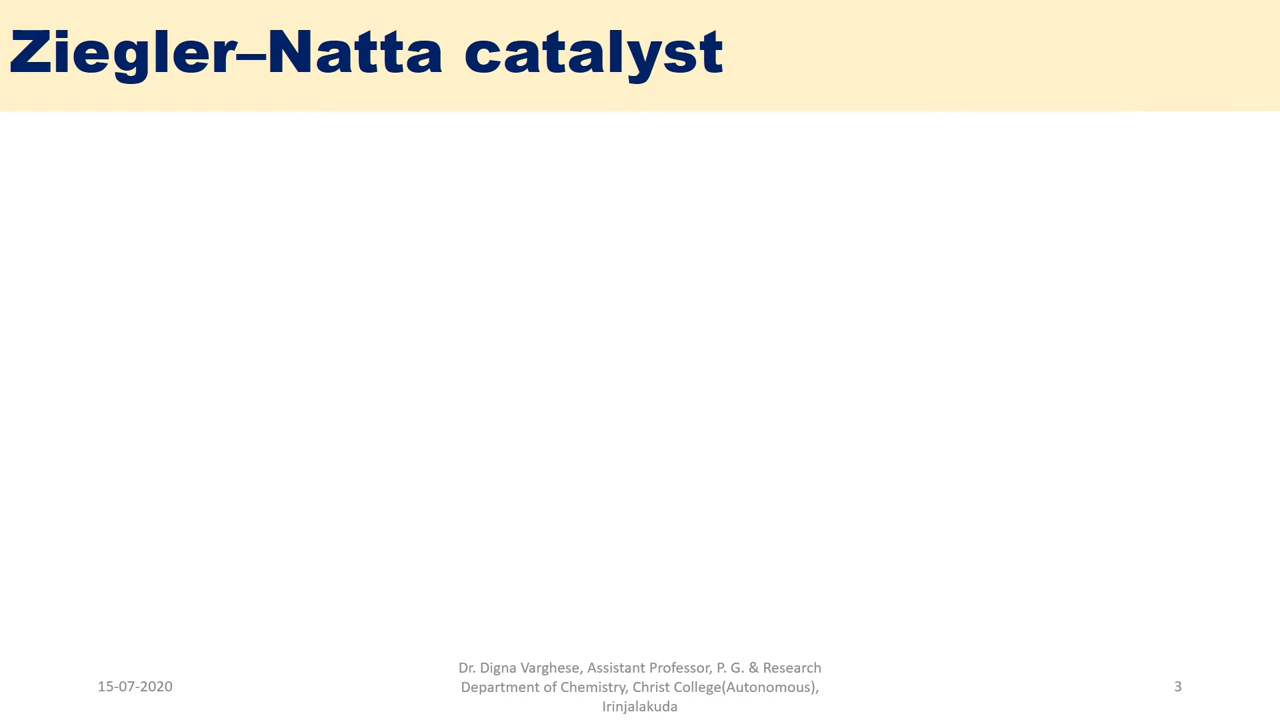 Ziegler–Natta catalyst
Dr. Digna Varghese, Assistant Professor, P. G. & Research
Department of Chemistry, Christ College(Autonomous),
Irinjalakuda
15-07-2020
3